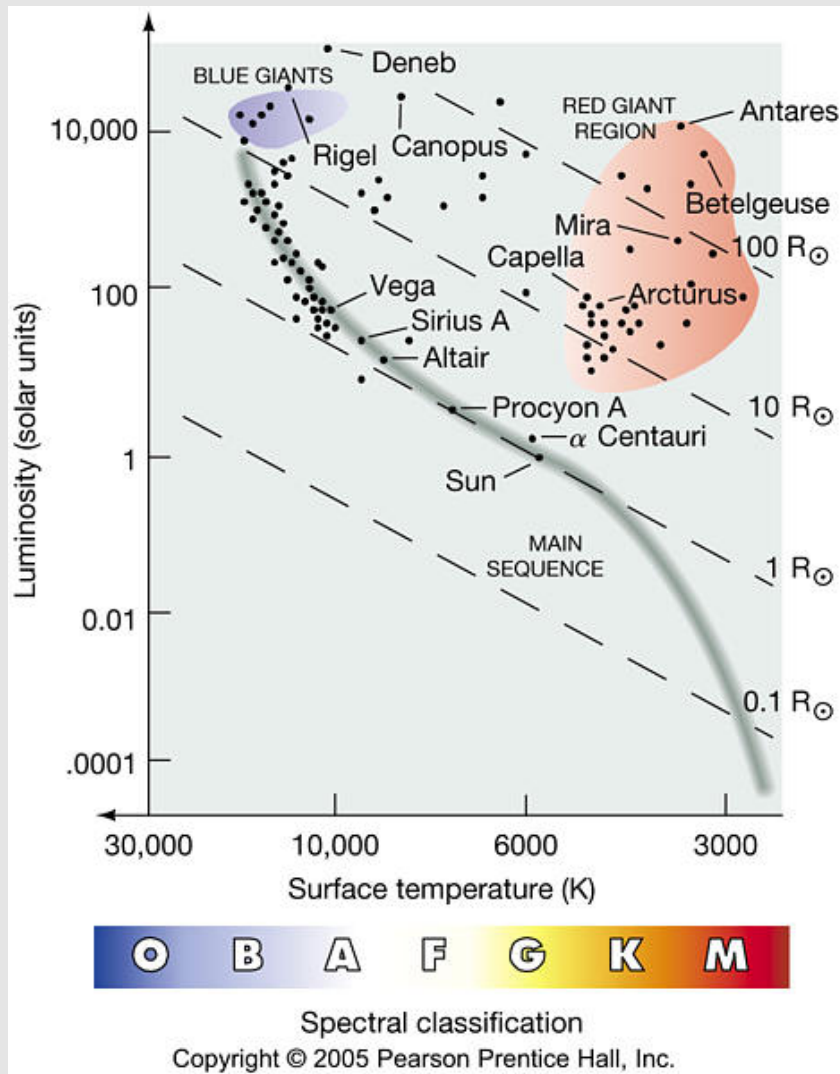 Deneb
BLUE GIANTS
RED GIANT
REGION
Antares
10,000
Rigel
Canopus
Betelgeuse
Mira
100 R☉
Capella
100
Vega
Arcturus
Sirius A
Altair
10 R☉
Procyon A
α Centauri
1
Sun
Luminosity (solar units)
MAIN
SEQUENCE
1 R☉
0.01
0.1 R☉
.0001
30,000
10,000
6000
3000
Surface temperature (K)
O B A F G K M
Spectral classification
Copyright © 2005 Pearson Prentice Hall, Inc.